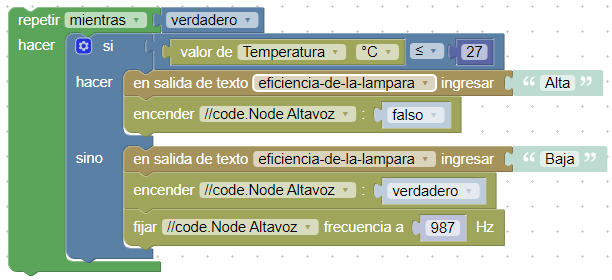 repetir mientras verdadero
hacer si valor de Temperatura °C ≤ 27
hacer en salida de texto eficiencia-de-la-lampara ingresar “ Alta ”
encender //code.Node Altavoz : falso
sino en salida de texto eficiencia-de-la-lampara ingresar “ Baja ”
encender //code.Node Altavoz : verdadero
fijar //code.Node Altavoz frecuencia a 987 Hz